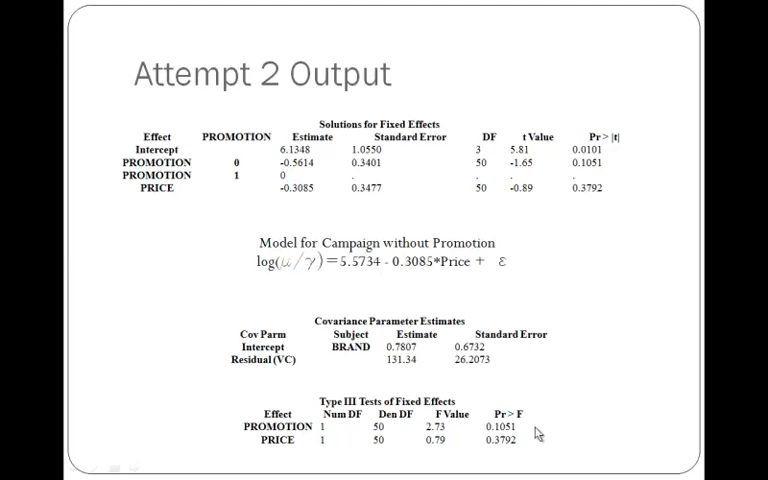 Attempt 2 Output
Solutions for Fixed Effects
Effect PROMOTION Estimate Standard Error DF t Value Pr > |t|
Intercept 6.1348 1.0550 3 5.81 0.0101
PROMOTION 0 -0.5614 0.3401 50 -1.65 0.1051
PROMOTION 1 0 . . . .
PRICE -0.3085 0.3477 50 -0.89 0.3792
Model for Campaign without Promotion
log(μ/γ)=5.5734 - 0.3085*Price + ε
Covariance Parameter Estimates
Cov Parm Subject Estimate Standard Error
Intercept BRAND 0.7807 0.6732
Residual (VC) 131.34 26.2073
Type III Tests of Fixed Effects
Effect Num DF Den DF F Value Pr > F
PROMOTION 1 50 2.73 0.1051
PRICE 1 50 0.79 0.3792